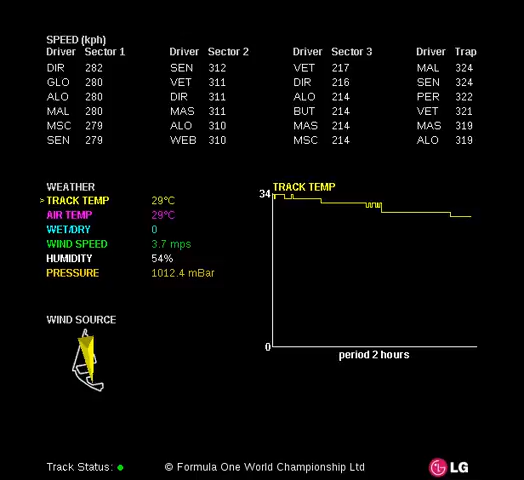 SPEED (kph)
Driver Sector 1 Driver Sector 2 Driver Sector 3 Driver Trap
DIR 282 SEN 312 VET 217 MAL 324
GLO 280 VET 311 DIR 216 SEN 324
ALO 280 DIR 311 ALO 214 PER 322
MAL 280 MAS 311 BUT 214 VET 321
MSC 279 ALO 310 MAS 214 MAS 319
SEN 279 WEB 310 MSC 214 ALO 319
WEATHER
> TRACK TEMP 29°C
AIR TEMP 29°C
WET/DRY 0
WIND SPEED 3.7 mps
HUMIDITY 54%
PRESSURE 1012.4 mBar
TRACK TEMP
34
0
period 2 hours
WIND SOURCE
Track Status: © Formula One World Championship Ltd LG